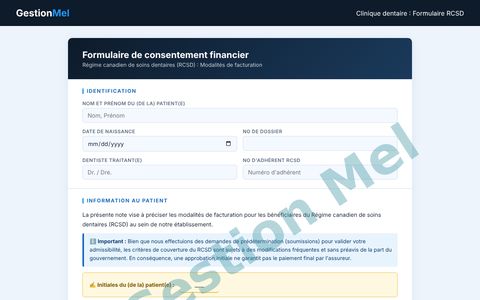 GestionMel
Clinique dentaire : Formulaire RCSD
Formulaire de consentement financier
Régime canadien de soins dentaires (RCSD) : Modalités de facturation
IDENTIFICATION
NOM ET PRÉNOM DU (DE LA) PATIENT(E)
Nom, Prénom
DATE DE NAISSANCE
NO DE DOSSIER
mm/dd/yyyy
DENTISTE TRAITANT(E)
NO D'ADHÉRENT RCSD
Dr. / Dre.
Numéro d'adhérent
INFORMATION AU PATIENT
La présente note vise à préciser les modalités de facturation pour les bénéficiaires du Régime canadien de soins
dentaires (RCSD) au sein de notre établissement.
ℹ️ Important : Bien que nous effectuions des demandes de prédétermination (soumissions) pour valider votre
admissibilité, les critères de couverture du RCSD sont sujets à des modifications fréquentes et sans préavis de la part du
gouvernement. En conséquence, une approbation initiale ne garantit pas le paiement final par l'assureur.
✍️ Initiales du (de la) patient(e) :
Gestion Mel